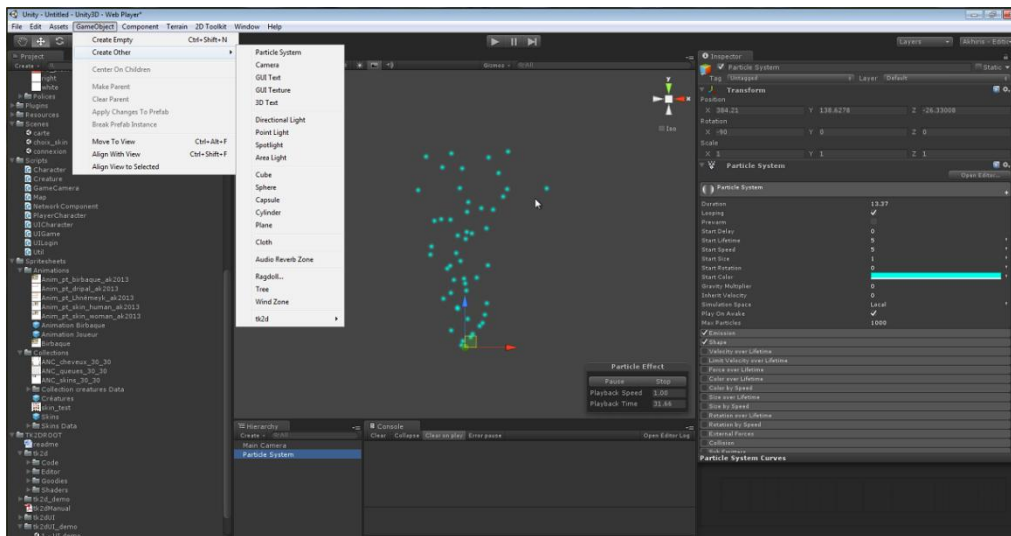 Unity - Untitled - Unity3D - Web Player*
File Edit Assets GameObject Component Terrain 2D Toolkit Window Help
Create Empty Ctrl+Shift+N
Create Other
Center On Children
Make Parent
Clear Parent
Apply Changes To Prefab
Break Prefab Instance
Move To View Ctrl+Alt+F
Align With View Ctrl+Shift+F
Align View to Selected
Particle System
Camera
GUI Text
GUI Texture
3D Text
Directional Light
Point Light
Spotlight
Area Light
Cube
Sphere
Capsule
Cylinder
Plane
Cloth
Audio Reverb Zone
Ragdoll...
Tree
Wind Zone
tk2d
Project
Create
right
white
Polices
Plugins
Resources
Scenes
carte
choix_skin
connexion
Scripts
Character
Creature
GameCamera
Map
NetworkComponent
PlayerCharacter
UICharacter
UIGame
UILogin
Util
Spritesheets
Animations
Anim_pt_birbaque_ak2013
Anim_pt_dripal_ak2013
Anim_pt_skin_human_ak2013
Anim_pt_skin_woman_ak2013
Animation Birbaque
Animation Joueur
Birbaque
Collections
ANC_cheveux_30_30
ANC_queues_30_30
ANC_skins_30_30
Collection creatures Data
Créatures
skin_test
Skins
Skins Data
TK2DROOT
readme
tk2d
Code
Editor
Goodies
Shaders
tk2d_demo
tk2dManual
tk2dUI
tk2dUI_demo
Gizmos
All
y
x
Iso
Particle Effect
Pause Stop
Playback Speed 1.00
Playback Time 31.66
Hierarchy
Create All
Main Camera
Particle System
Console
Clear Collapse Clear on play Error pause Open Editor Log
Layers
Inspector
Particle System Static
Tag Untagged Layer Default
Transform
Position
X 384.21 Y 138.6278 Z -26.33008
Rotation
X -90 Y 0 Z 0
Scale
X 1 Y 1 Z 1
Particle System
Open Editor...
Particle System
Duration 13.37
Looping
Prewarm
Start Delay 0
Start Lifetime 5
Start Speed 5
Start Size 1
Start Rotation 0
Start Color
Gravity Multiplier 0
Inherit Velocity 0
Simulation Space Local
Play On Awake
Max Particles 1000
Emission
Shape
Velocity over Lifetime
Limit Velocity over Lifetime
Force over Lifetime
Color over Lifetime
Color by Speed
Size over Lifetime
Size by Speed
Rotation over Lifetime
Rotation by Speed
External Forces
Collision
Sub Emitters
Particle System Curves